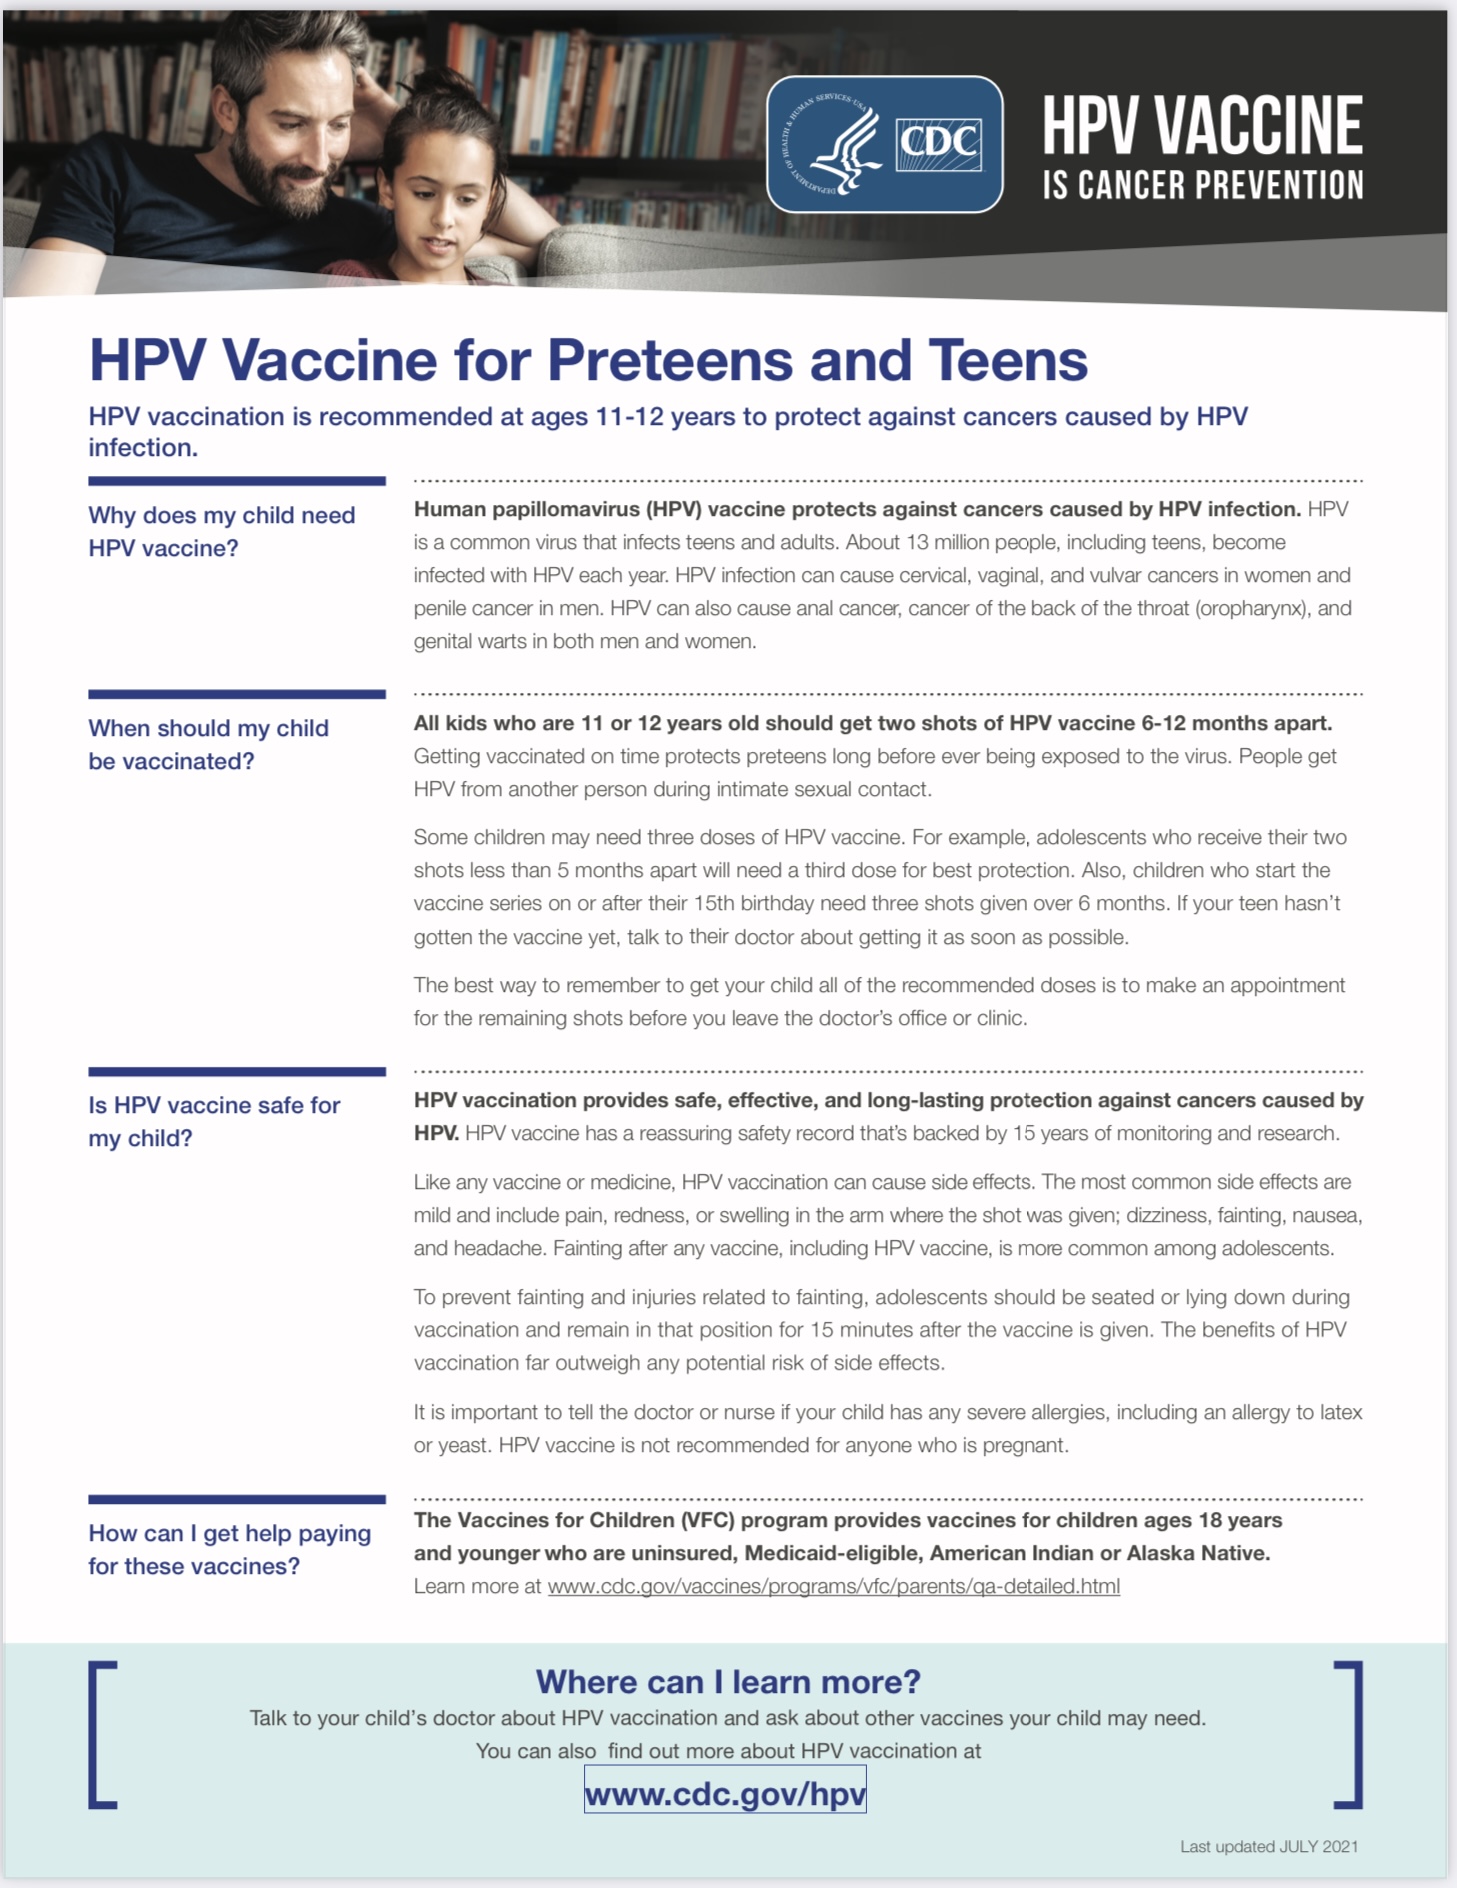 DEPARTMENT OF HEALTH & HUMAN SERVICES·USA
CDC
HPV VACCINE
IS CANCER PREVENTION
HPV Vaccine for Preteens and Teens
HPV vaccination is recommended at ages 11-12 years to protect against cancers caused by HPV
infection.
Why does my child need
HPV vaccine?
Human papillomavirus (HPV) vaccine protects against cancers caused by HPV infection. HPV
is a common virus that infects teens and adults. About 13 million people, including teens, become
infected with HPV each year. HPV infection can cause cervical, vaginal, and vulvar cancers in women and
penile cancer in men. HPV can also cause anal cancer, cancer of the back of the throat (oropharynx), and
genital warts in both men and women.
When should my child
be vaccinated?
All kids who are 11 or 12 years old should get two shots of HPV vaccine 6-12 months apart.
Getting vaccinated on time protects preteens long before ever being exposed to the virus. People get
HPV from another person during intimate sexual contact.
Some children may need three doses of HPV vaccine. For example, adolescents who receive their two
shots less than 5 months apart will need a third dose for best protection. Also, children who start the
vaccine series on or after their 15th birthday need three shots given over 6 months. If your teen hasn't
gotten the vaccine yet, talk to their doctor about getting it as soon as possible.
The best way to remember to get your child all of the recommended doses is to make an appointment
for the remaining shots before you leave the doctor's office or clinic.
Is HPV vaccine safe for
my child?
HPV vaccination provides safe, effective, and long-lasting protection against cancers caused by
HPV. HPV vaccine has a reassuring safety record that's backed by 15 years of monitoring and research.
Like any vaccine or medicine, HPV vaccination can cause side effects. The most common side effects are
mild and include pain, redness, or swelling in the arm where the shot was given; dizziness, fainting, nausea,
and headache. Fainting after any vaccine, including HPV vaccine, is more common among adolescents.
To prevent fainting and injuries related to fainting, adolescents should be seated or lying down during
vaccination and remain in that position for 15 minutes after the vaccine is given. The benefits of HPV
vaccination far outweigh any potential risk of side effects.
It is important to tell the doctor or nurse if your child has any severe allergies, including an allergy to latex
or yeast. HPV vaccine is not recommended for anyone who is pregnant.
How can I get help paying
for these vaccines?
The Vaccines for Children (VFC) program provides vaccines for children ages 18 years
and younger who are uninsured, Medicaid-eligible, American Indian or Alaska Native.
Learn more at www.cdc.gov/vaccines/programs/vfc/parents/qa-detailed.html
Where can I learn more?
Talk to your child's doctor about HPV vaccination and ask about other vaccines your child may need.
You can also find out more about HPV vaccination at
www.cdc.gov/hpv
Last updated JULY 2021